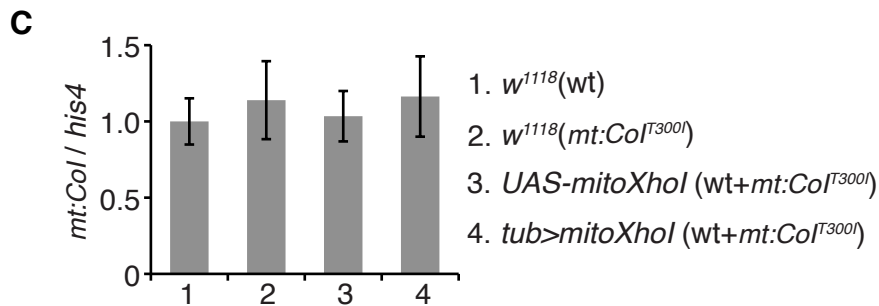 C
mt:CoI / his4
1.5
1.0
0.5
0
1 2 3 4
1. w¹¹¹⁸(wt)
2. w¹¹¹⁸(mt:CoIᵀ³⁰⁰ᴵ)
3. UAS-mitoXhoI (wt+mt:CoIᵀ³⁰⁰ᴵ)
4. tub>mitoXhoI (wt+mt:CoIᵀ³⁰⁰ᴵ)